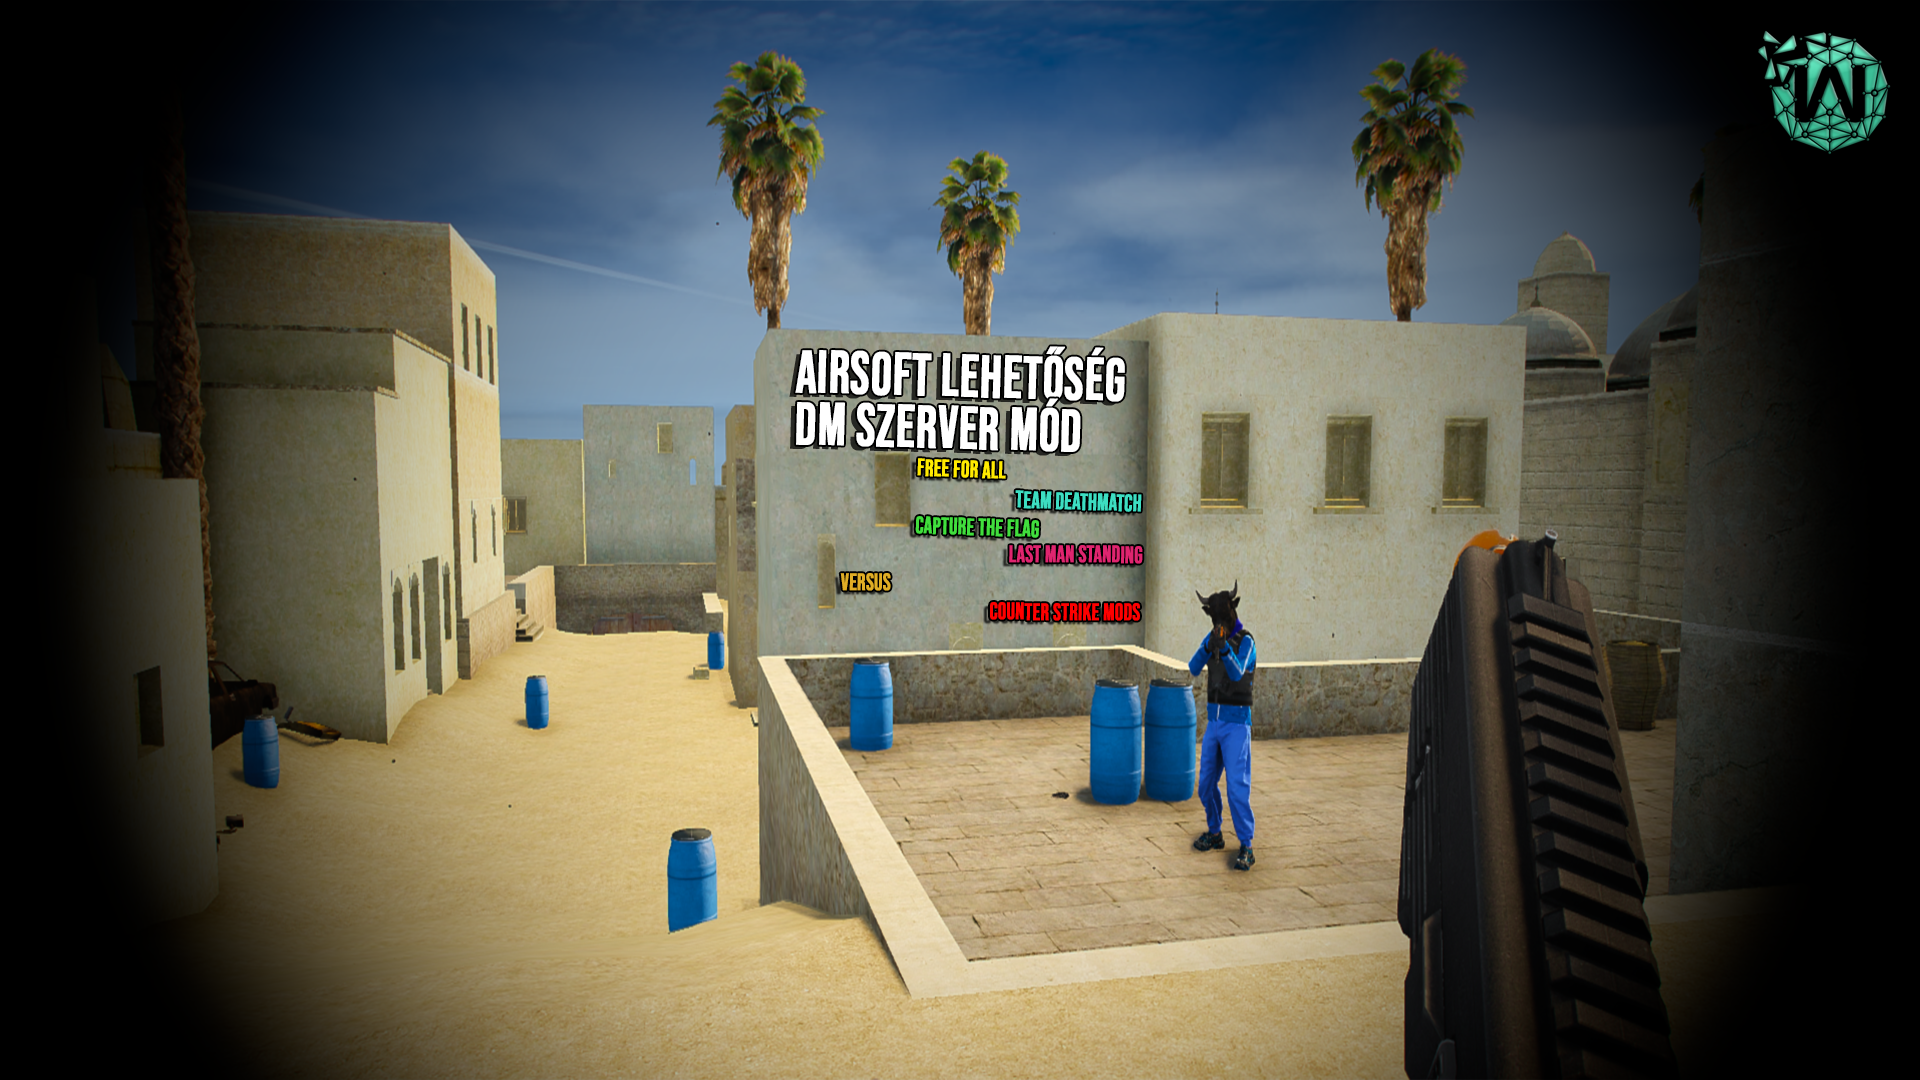 AIRSOFT LEHETŐSÉG
DM SZERVER MÓD
FREE FOR ALL
TEAM DEATHMATCH
CAPTURE THE FLAG
LAST MAN STANDING
VERSUS
COUNTER STRIKE MODS